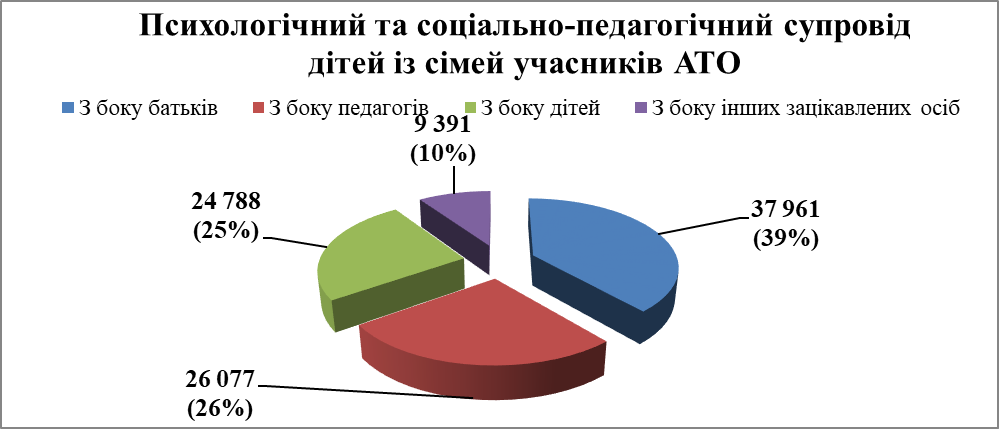 Психологічний та соціально-педагогічний супровід
дітей із сімей учасників АТО
З боку батьків З боку педагогів З боку дітей З боку інших зацікавлених осіб
9 391
(10%)
24 788
(25%)
37 961
(39%)
26 077
(26%)